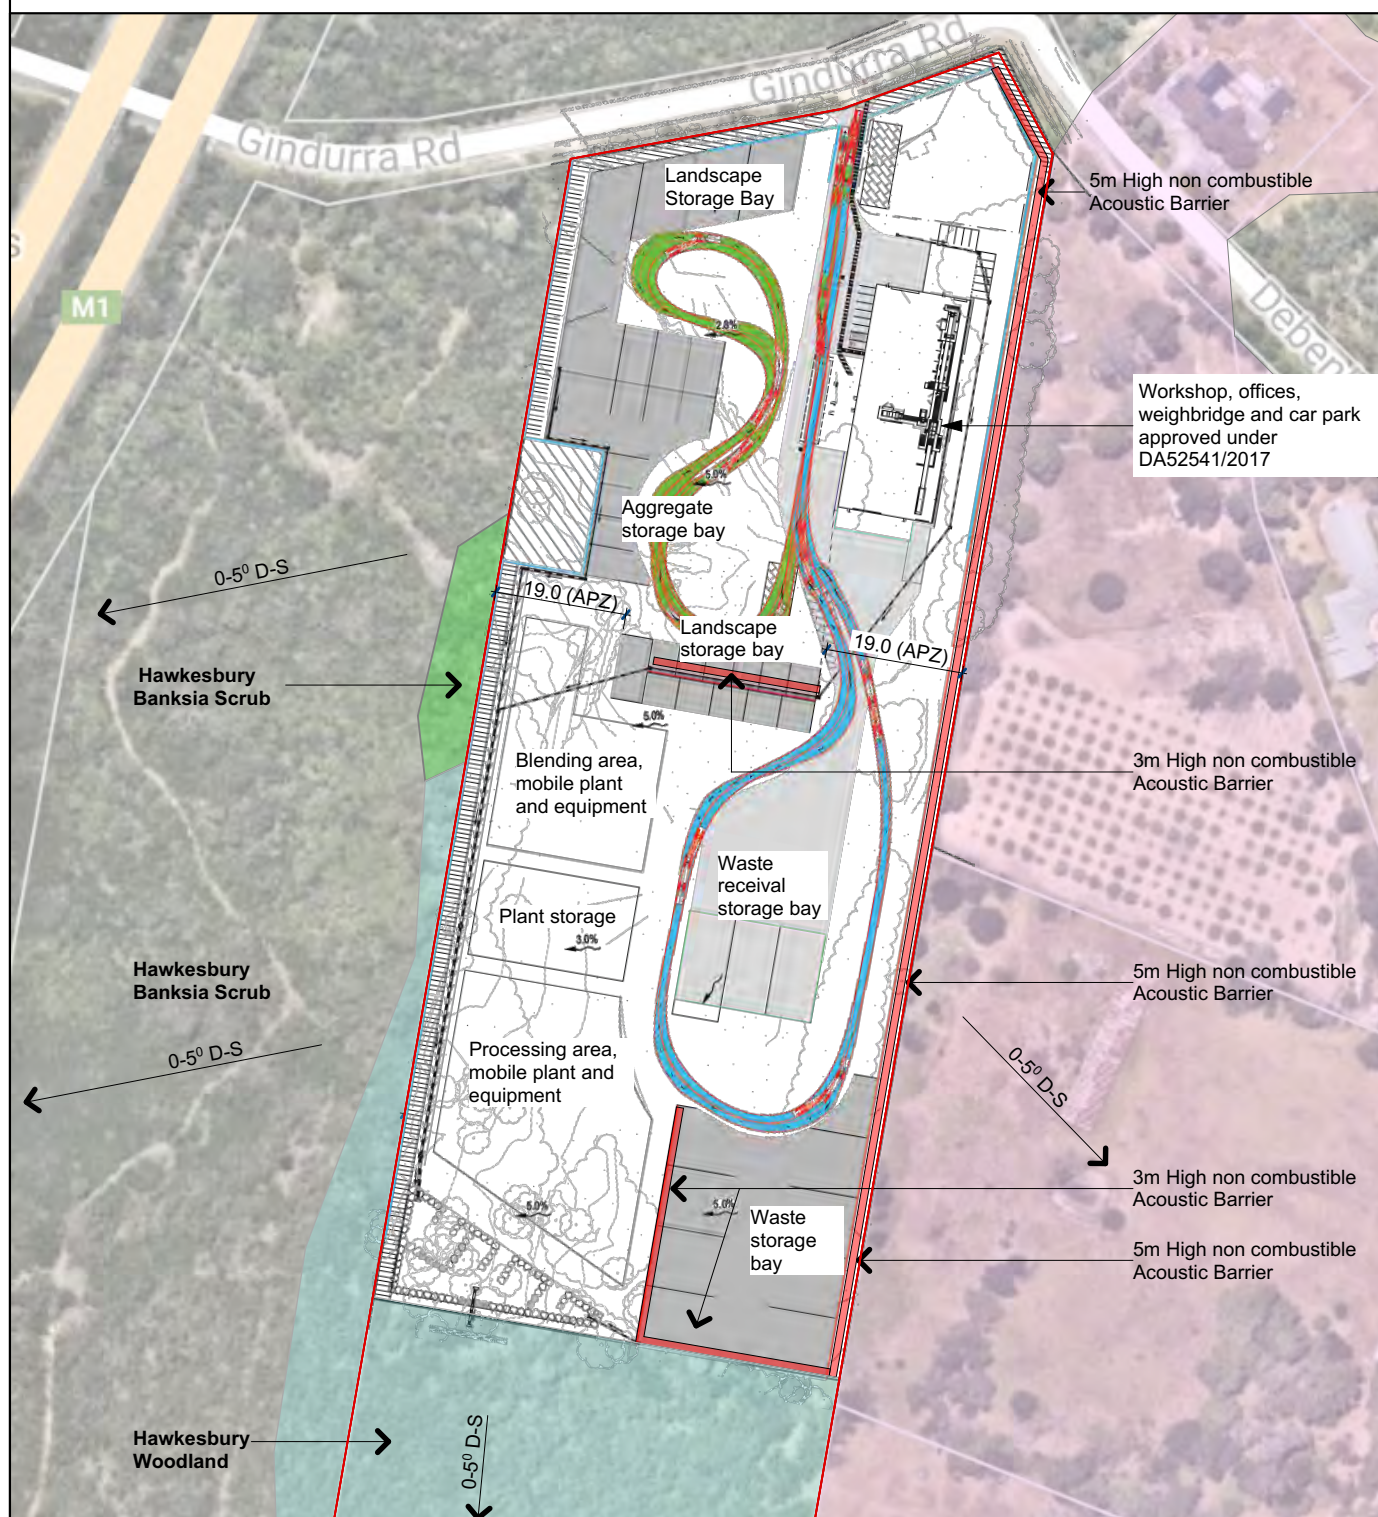 Gindurra Rd
Gindurra Rd
Landscape
Storage Bay
5m High non combustible
Acoustic Barrier
s
M1
2.8%
Workshop, offices,
weighbridge and car park
approved under
DA52541/2017
5.0%
Aggregate
storage bay
0-5⁰ D-S
19.0 (APZ)
Landscape
storage bay
19.0 (APZ)
Hawkesbury
Banksia Scrub
5.0%
Blending area,
mobile plant
and equipment
3m High non combustible
Acoustic Barrier
Waste
receival
storage bay
Plant storage
3.0%
Hawkesbury
Banksia Scrub
5m High non combustible
Acoustic Barrier
0-5⁰ D-S
Processing area,
mobile plant and
equipment
0-5⁰ D-S
3m High non combustible
Acoustic Barrier
5.0%
5.0%
Waste
storage
bay
5m High non combustible
Acoustic Barrier
Hawkesbury
Woodland
0-5⁰ D-S